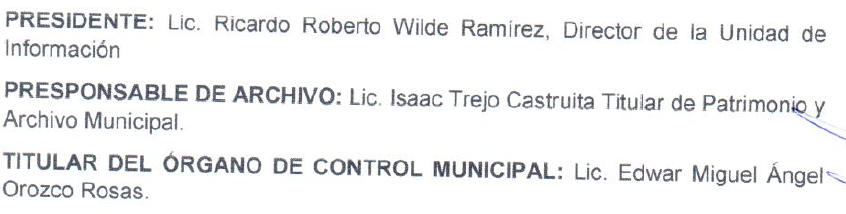 PRESIDENTE: Lic. Ricardo Roberto Wilde Ramírez, Director de la Unidad de
Información
PRESPONSABLE DE ARCHIVO: Lic. Isaac Trejo Castruita Titular de Patrimonio y
Archivo Municipal.
TITULAR DEL ÓRGANO DE CONTROL MUNICIPAL: Lic. Edwar Miguel Ángel
Orozco Rosas.